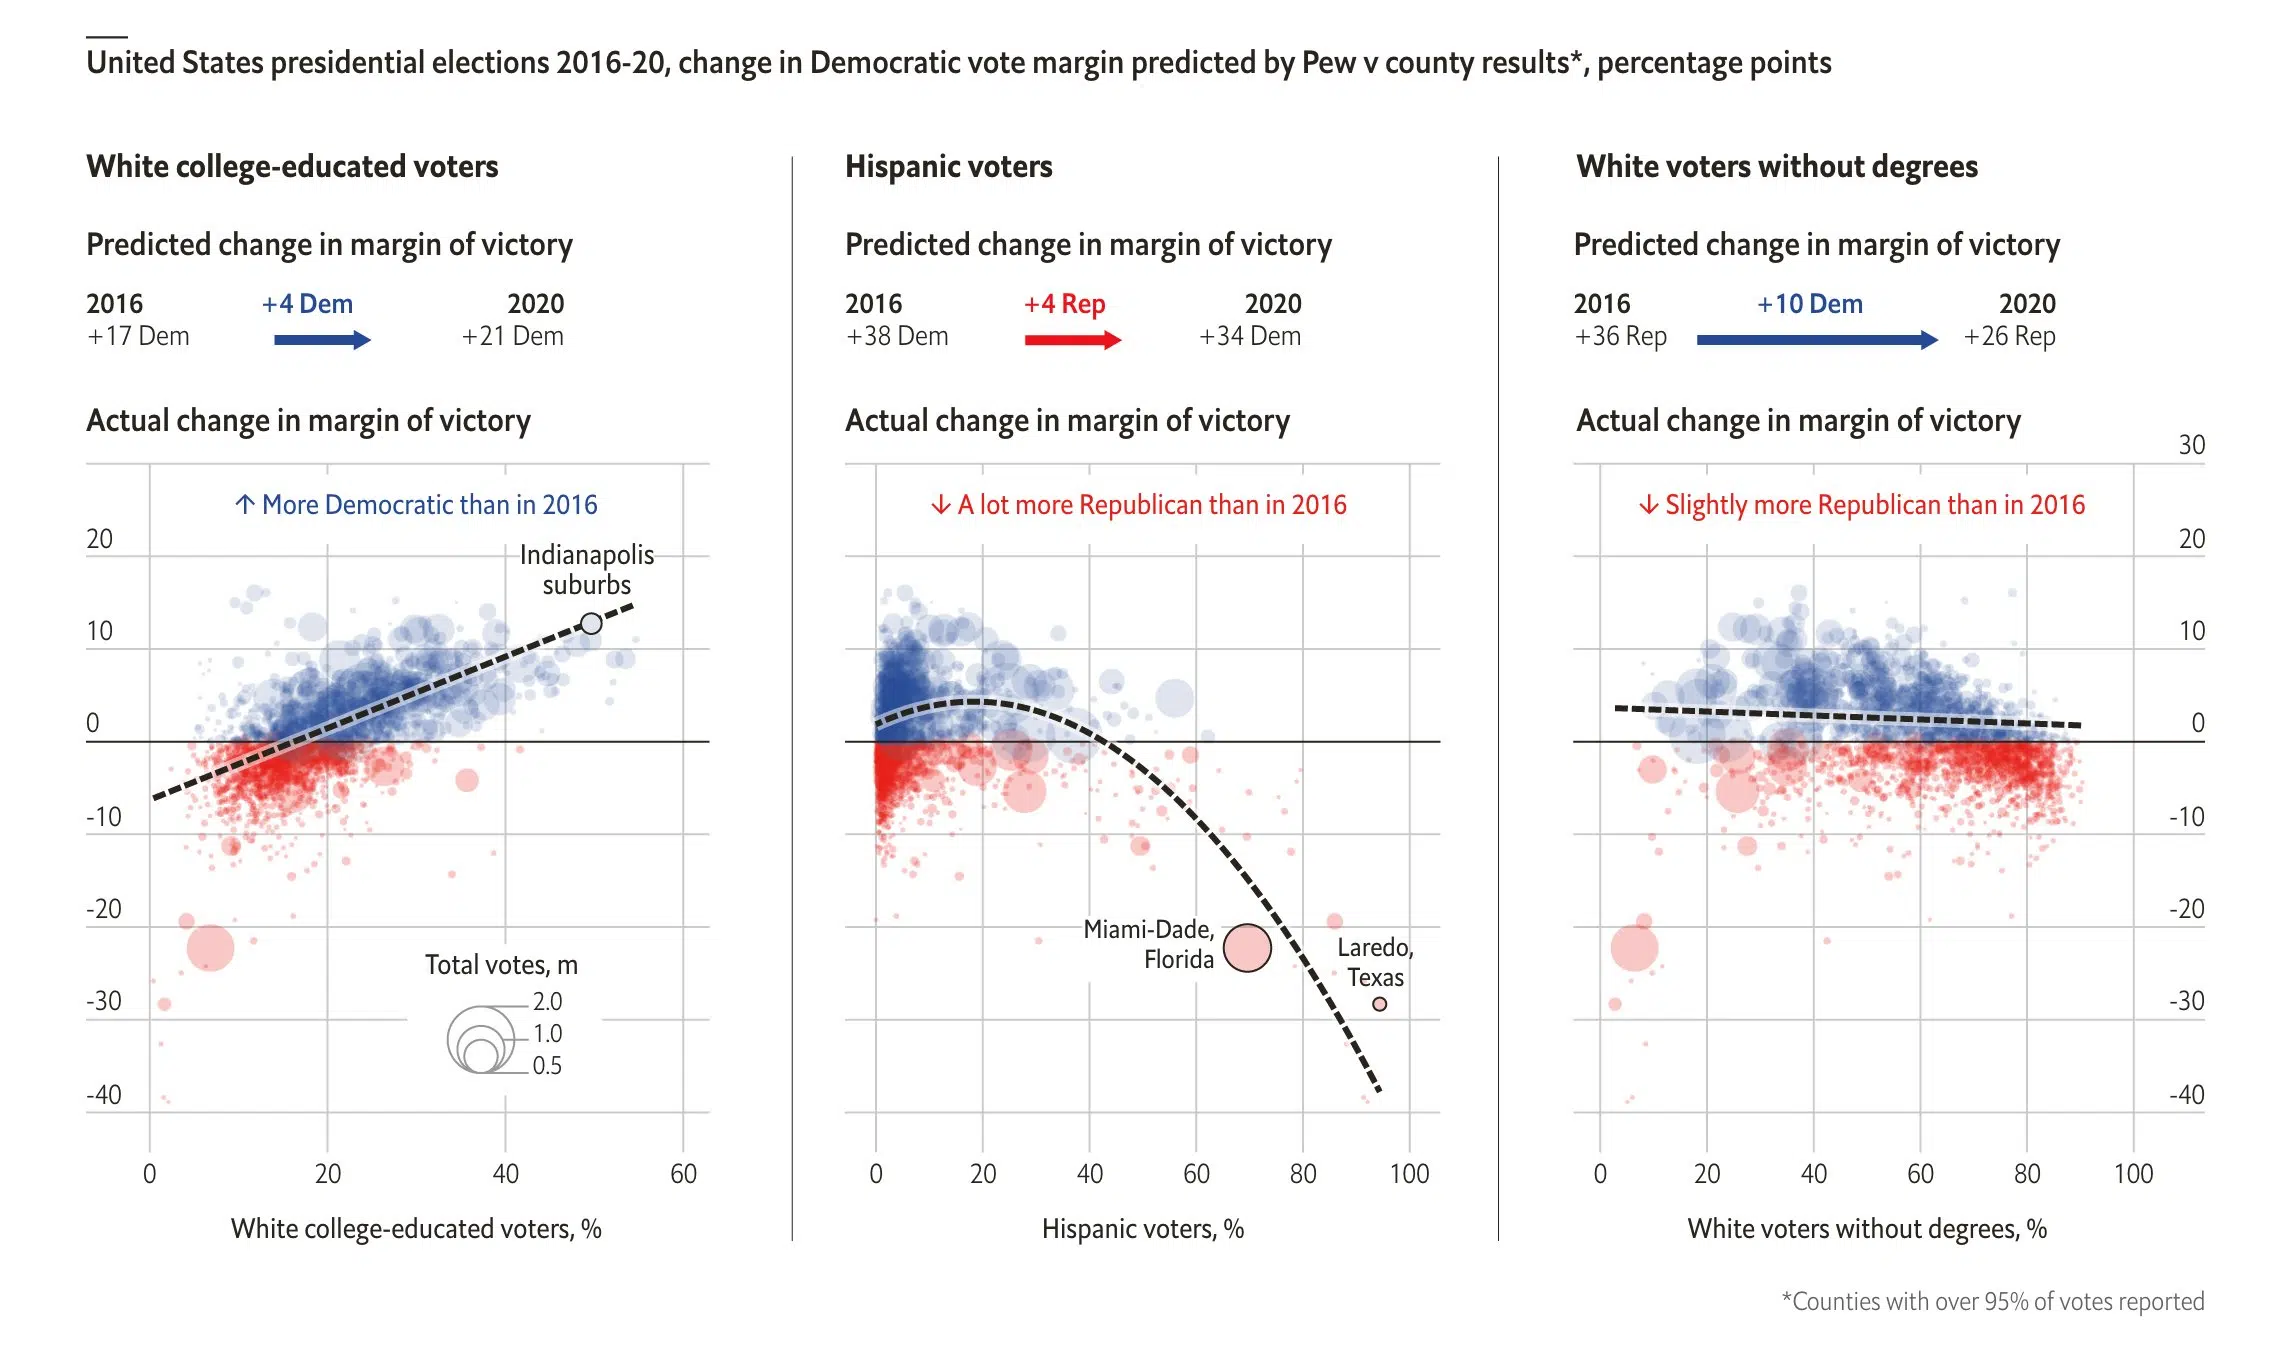 United States presidential elections 2016-20, change in Democratic vote margin predicted by Pew v county results*, percentage points
White college-educated voters
Predicted change in margin of victory
2016
+4 Dem
2020
+17 Dem
+21 Dem
Actual change in margin of victory
↑ More Democratic than in 2016
Indianapolis
suburbs
20
10
0
-10
-20
-30
-40
Total votes, m
2.0
1.0
0.5
0
20
40
60
White college-educated voters, %
Hispanic voters
Predicted change in margin of victory
2016
+4 Rep
2020
+38 Dem
+34 Dem
Actual change in margin of victory
↓ A lot more Republican than in 2016
Miami-Dade,
Florida
Laredo,
Texas
0
20
40
60
80
100
Hispanic voters, %
White voters without degrees
Predicted change in margin of victory
2016
+10 Dem
2020
+36 Rep
+26 Rep
Actual change in margin of victory
↓ Slightly more Republican than in 2016
30
20
10
0
-10
-20
-30
-40
0
20
40
60
80
100
White voters without degrees, %
*Counties with over 95% of votes reported